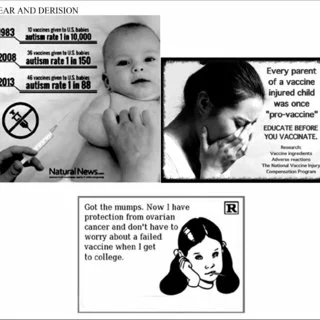 EAR AND DERISION
1983
10 vaccines given to U.S. babies
autism rate 1 in 10,000
2008
36 vaccines given to U.S. babies
autism rate 1 in 150
2013
46 vaccines given to U.S. babies
autism rate 1 in 88
NaturalNews.com
Every parent
of a vaccine
injured child
was once
"pro-vaccine"
EDUCATE BEFORE
YOU VACCINATE.
Research:
Vaccine ingredients
Adverse reactions
The National Vaccine Injury
Compensation Program
Got the mumps. Now I have
protection from ovarian
cancer and don't have to
worry about a failed
vaccine when I get
to college.
R